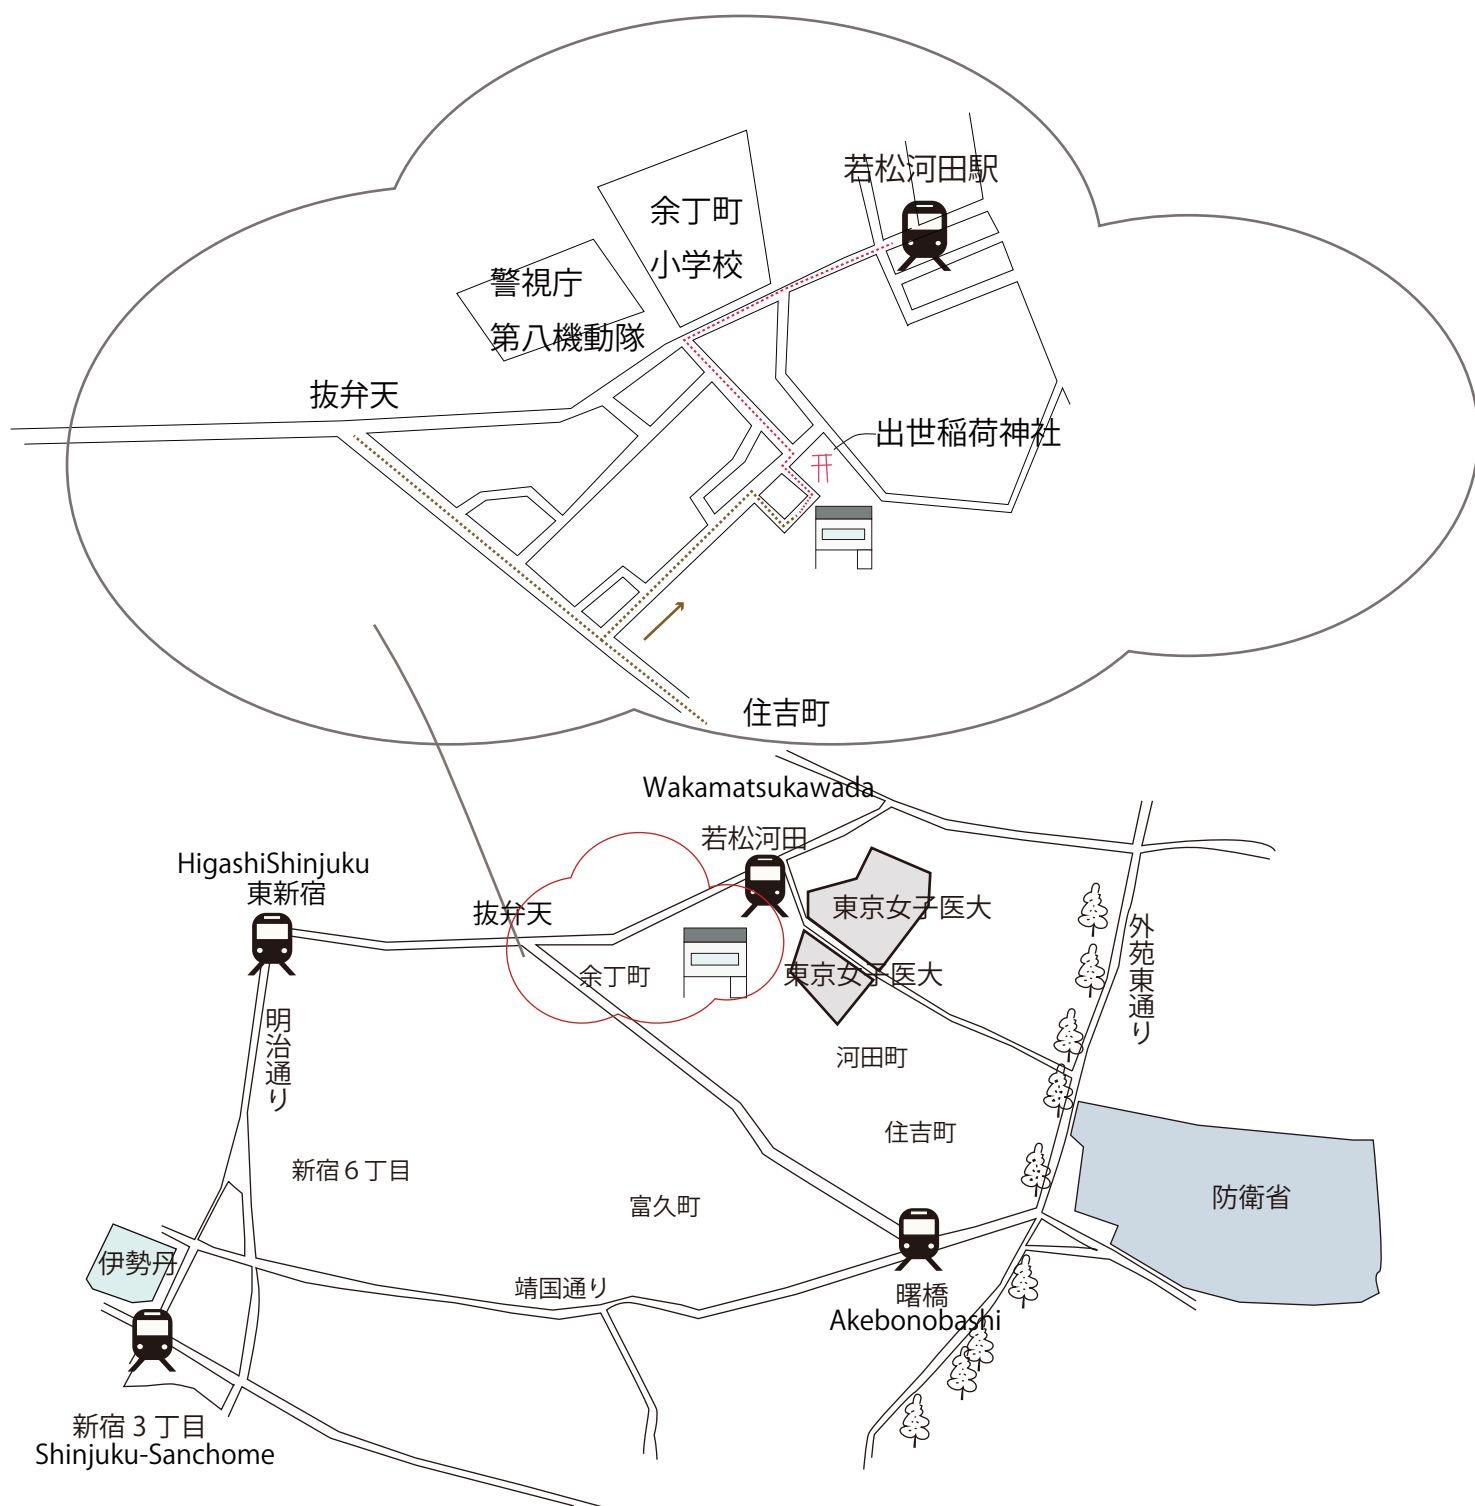 若松河田駅
余丁町
小学校
警視庁
第八機動隊
抜弁天
出世稲荷神社
住吉町
Wakamatsukawada
若松河田
HigashiShinjuku
東新宿
抜弁天
東京女子医大
外苑東通り
余丁町
東京女子医大
明治通り
河田町
住吉町
新宿６丁目
富久町
防衛省
伊勢丹
靖国通り
曙橋
Akebonobashi
新宿３丁目
Shinjuku-Sanchome